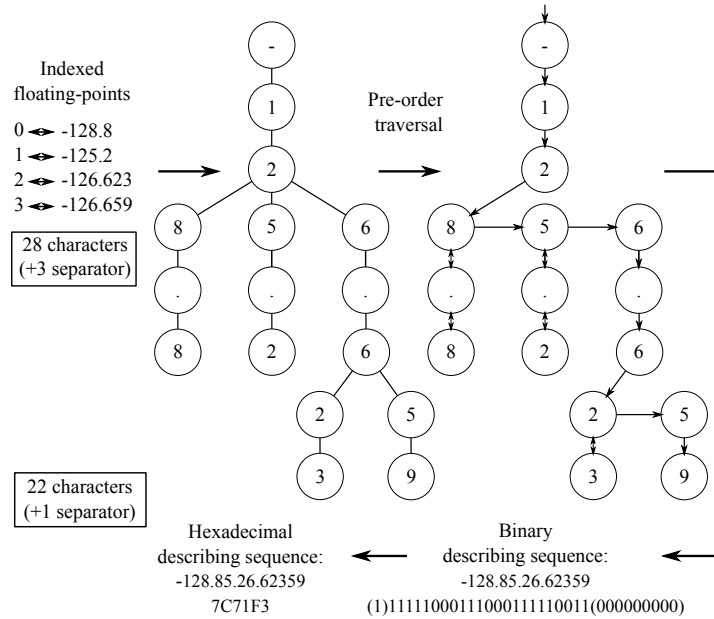 Indexed
floating-points
0 -128.8
1 -125.2
2 -126.623
3 -126.659
28 characters
(+3 separator)
-
1
2
8 5 6
. . .
8 2 6
2 5
3 9
Pre-order
traversal
-
1
2
8 5 6
. . .
8 2 6
2 5
3 9
22 characters
(+1 separator)
Hexadecimal
describing sequence:
-128.85.26.62359
7C71F3
Binary
describing sequence:
-128.85.26.62359
(1)11111000111000111110011(000000000)